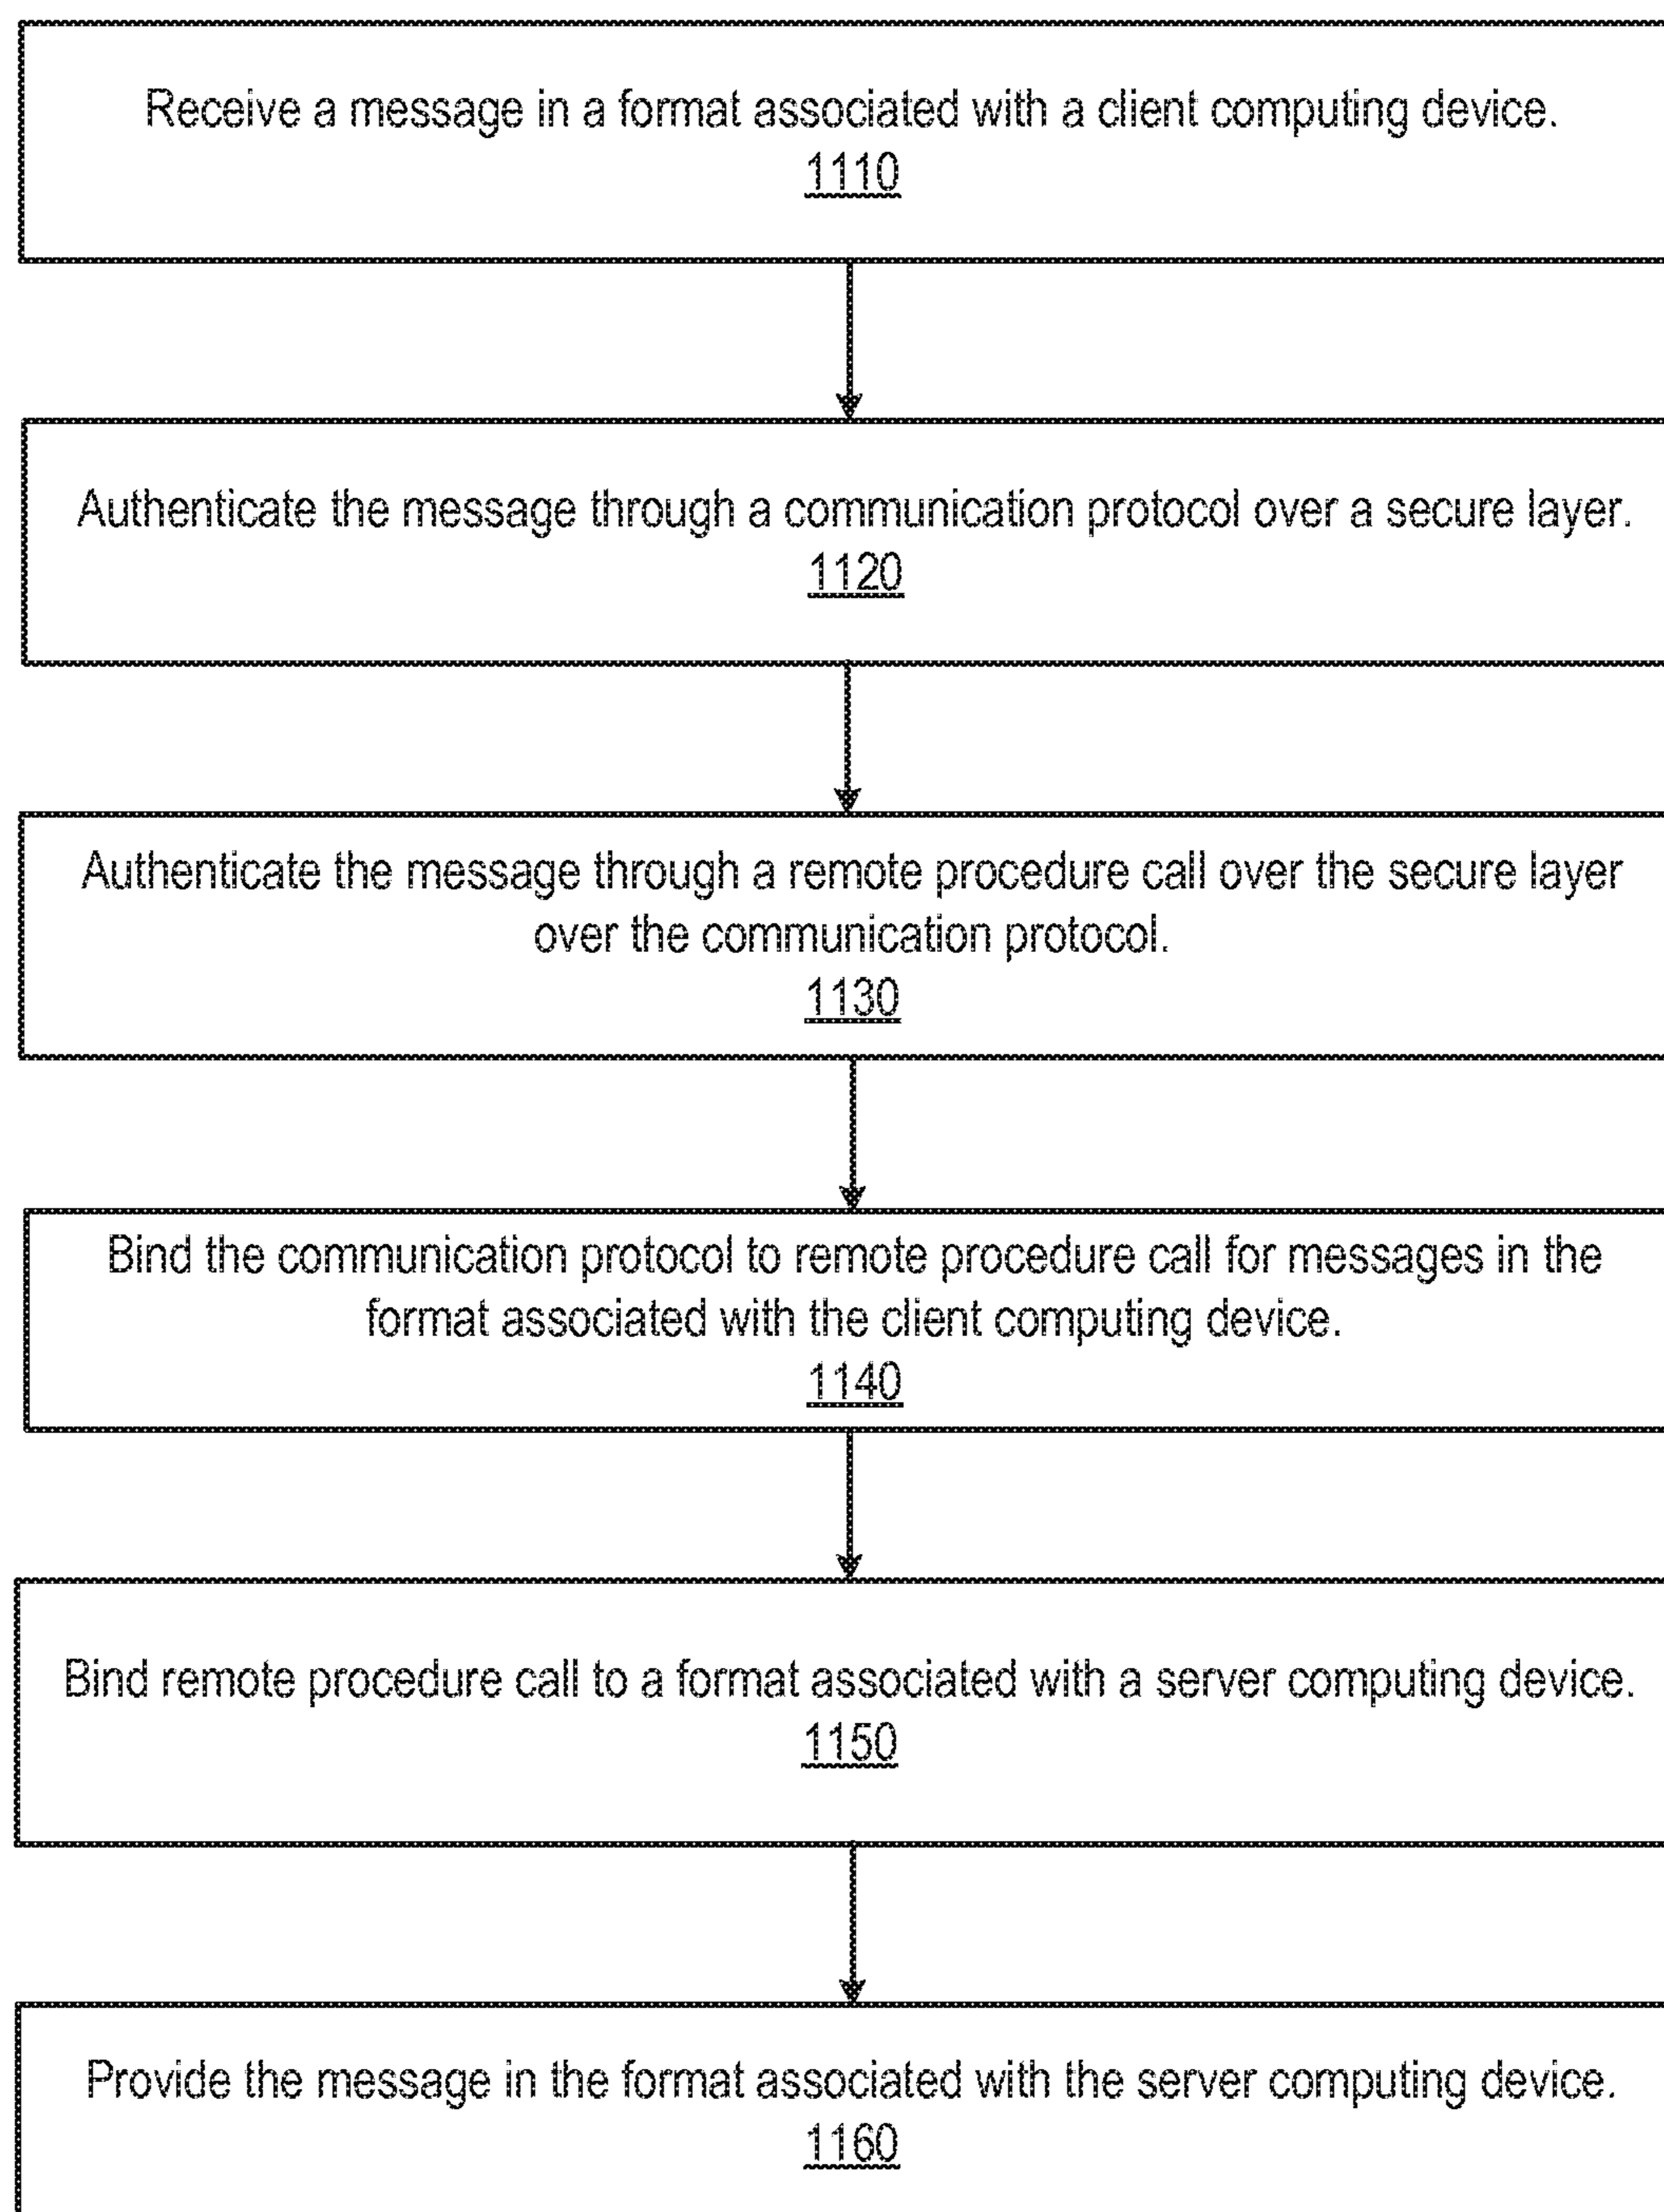 Receive a message in a format associated with a client computing device.
1110
Authenticate the message through a communication protocol over a secure layer.
1120
Authenticate the message through a remote procedure call over the secure layer
over the communication protocol.
1130
Bind the communication protocol to remote procedure call for messages in the
format associated with the client computing device.
1140
Bind remote procedure call to a format associated with a server computing device.
1150
Provide the message in the format associated with the server computing device.
1160